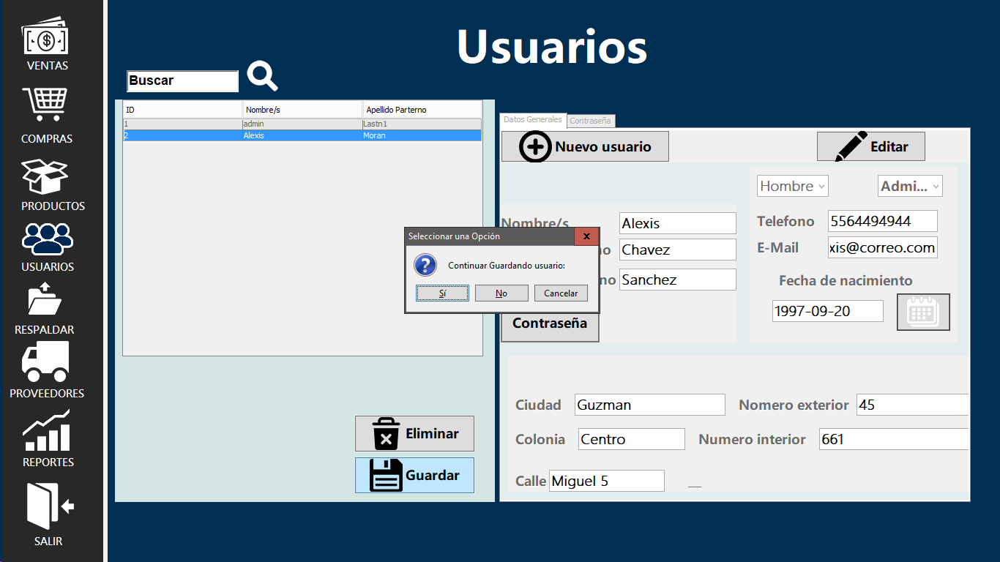 VENTAS
COMPRAS
PRODUCTOS
USUARIOS
RESPALDAR
PROVEEDORES
REPORTES
SALIR
Usuarios
Buscar
ID Nombre/s Apellido Parterno
1 admin Lastn1
2 Alexis Moran
Eliminar
Guardar
Datos Generales Contraseña
Nuevo usuario Editar
Hombre Admi...
Nombre/s Alexis
Chavez
Sanchez
Contraseña
Telefono 5564494944
E-Mail xis@correo.com
Fecha de nacimiento
1997-09-20
Seleccionar una Opción x
Continuar Guardando usuario:
Sí No Cancelar
Ciudad Guzman Nomero exterior 45
Colonia Centro Numero interior 661
Calle Miguel 5 __